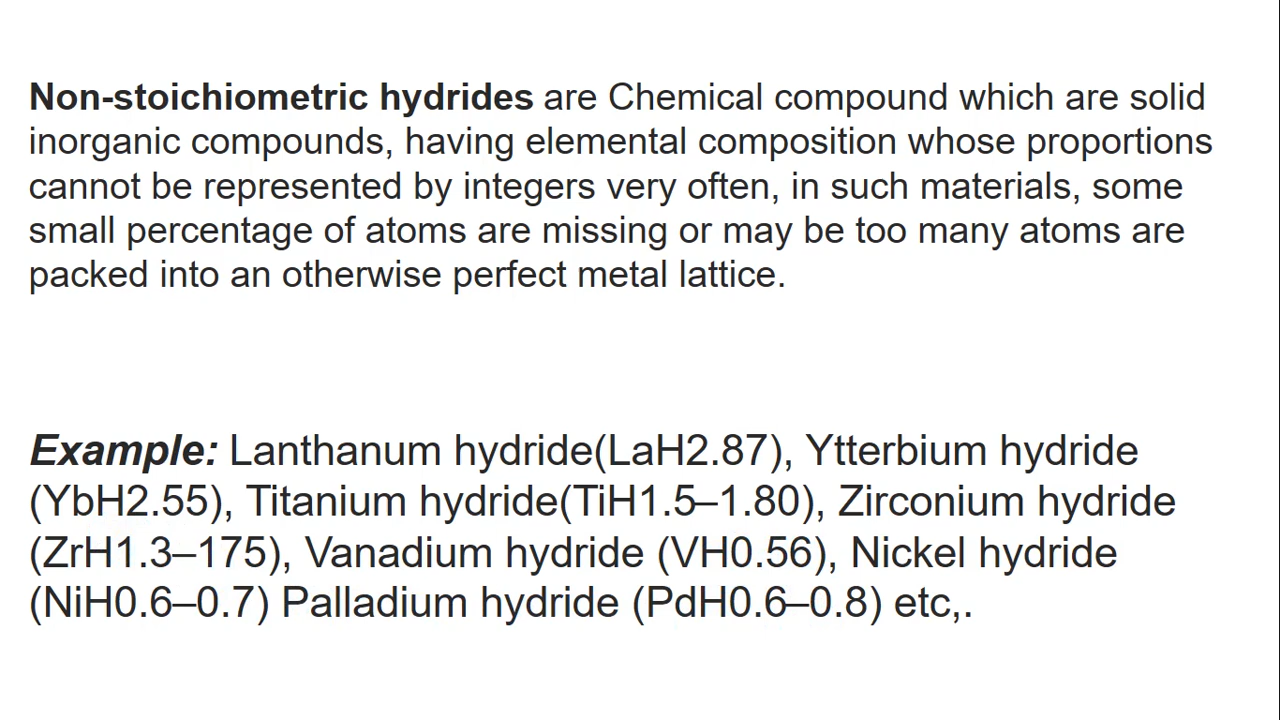 Non-stoichiometric hydrides are Chemical compound which are solid
inorganic compounds, having elemental composition whose proportions
cannot be represented by integers very often, in such materials, some
small percentage of atoms are missing or may be too many atoms are
packed into an otherwise perfect metal lattice.
Example: Lanthanum hydride(LaH2.87), Ytterbium hydride
(YbH2.55), Titanium hydride(TiH1.5–1.80), Zirconium hydride
(ZrH1.3–175), Vanadium hydride (VH0.56), Nickel hydride
(NiH0.6–0.7) Palladium hydride (PdH0.6–0.8) etc,.